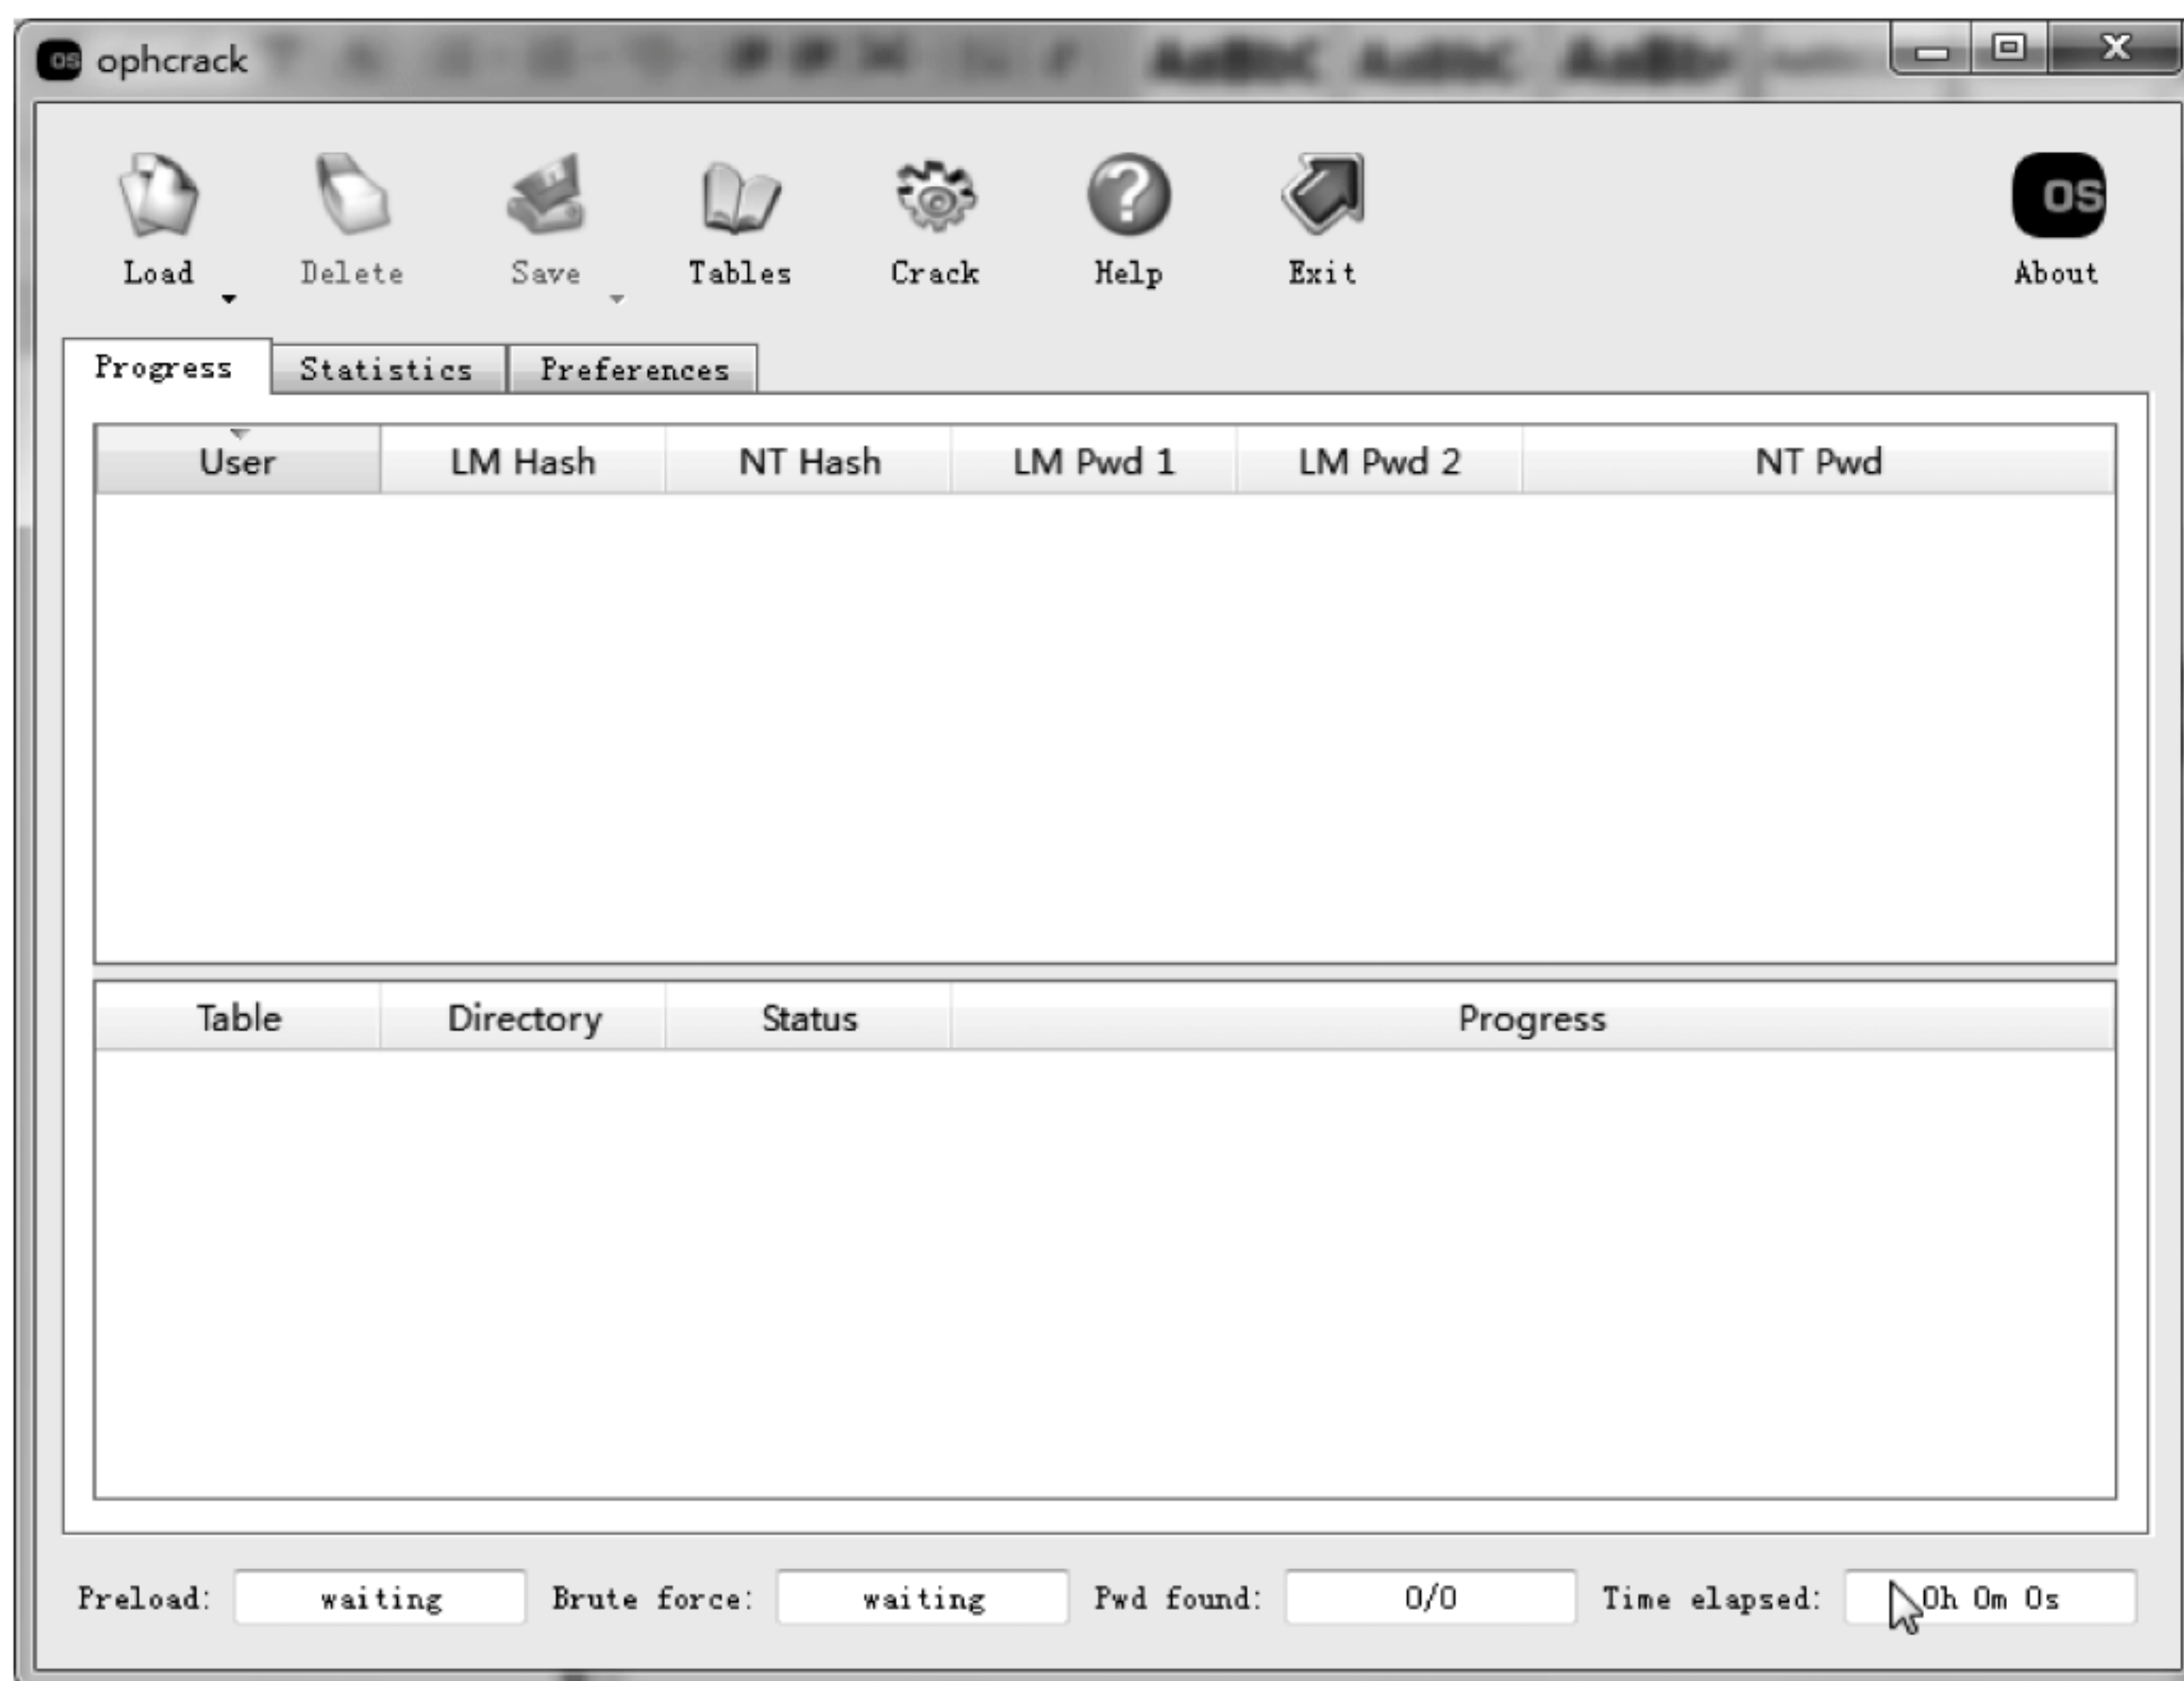 OS ophcrack
OS
Load Delete Save Tables Crack Help Exit About
Progress Statistics Preferences
User LM Hash NT Hash LM Pwd 1 LM Pwd 2 NT Pwd
Table Directory Status Progress
Preload: waiting Brute force: waiting Pwd found: 0/0 Time elapsed: 0h 0m 0s